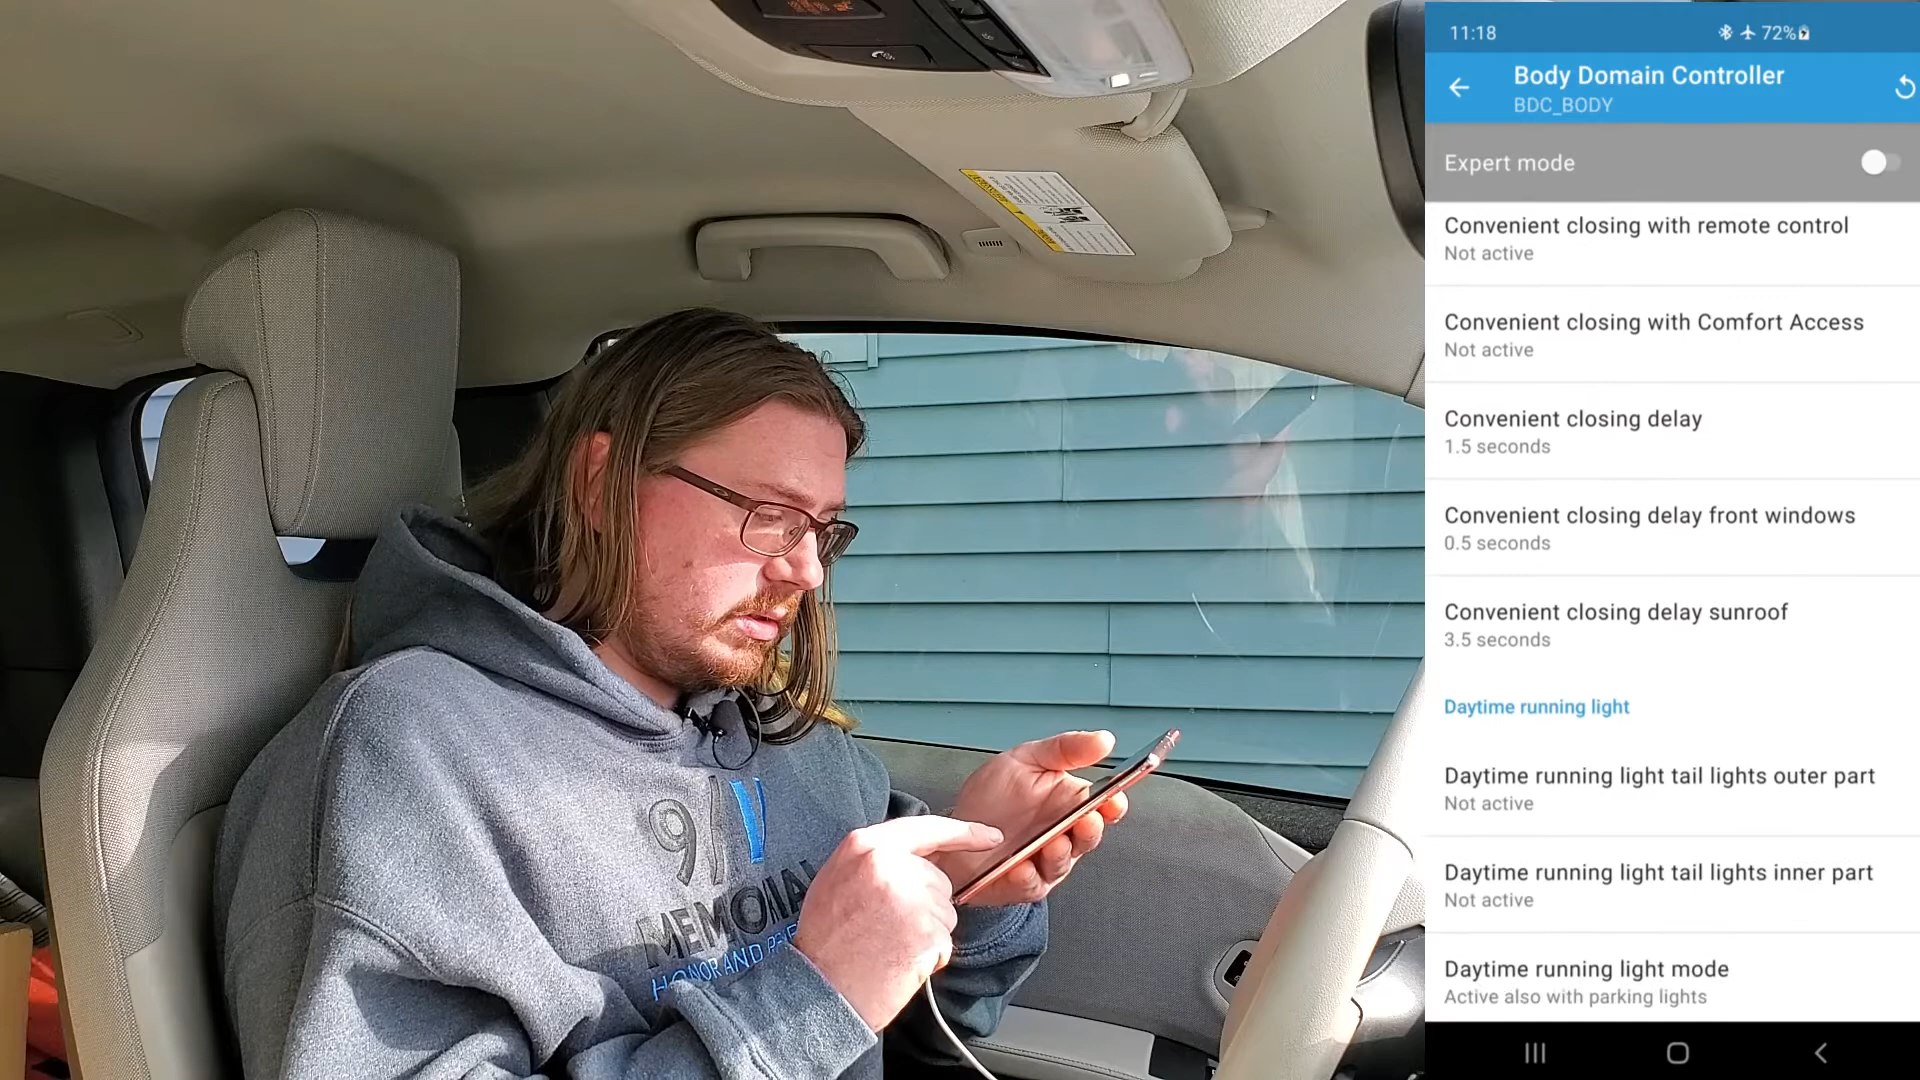 11:18
72%
Body Domain Controller
BDC_BODY
Expert mode
Convenient closing with remote control
Not active
Convenient closing with Comfort Access
Not active
Convenient closing delay
1.5 seconds
Convenient closing delay front windows
0.5 seconds
Convenient closing delay sunroof
3.5 seconds
Daytime running light
Daytime running light tail lights outer part
Not active
Daytime running light tail lights inner part
Not active
Daytime running light mode
Active also with parking lights
9/
MEMORIA
HONOR AND